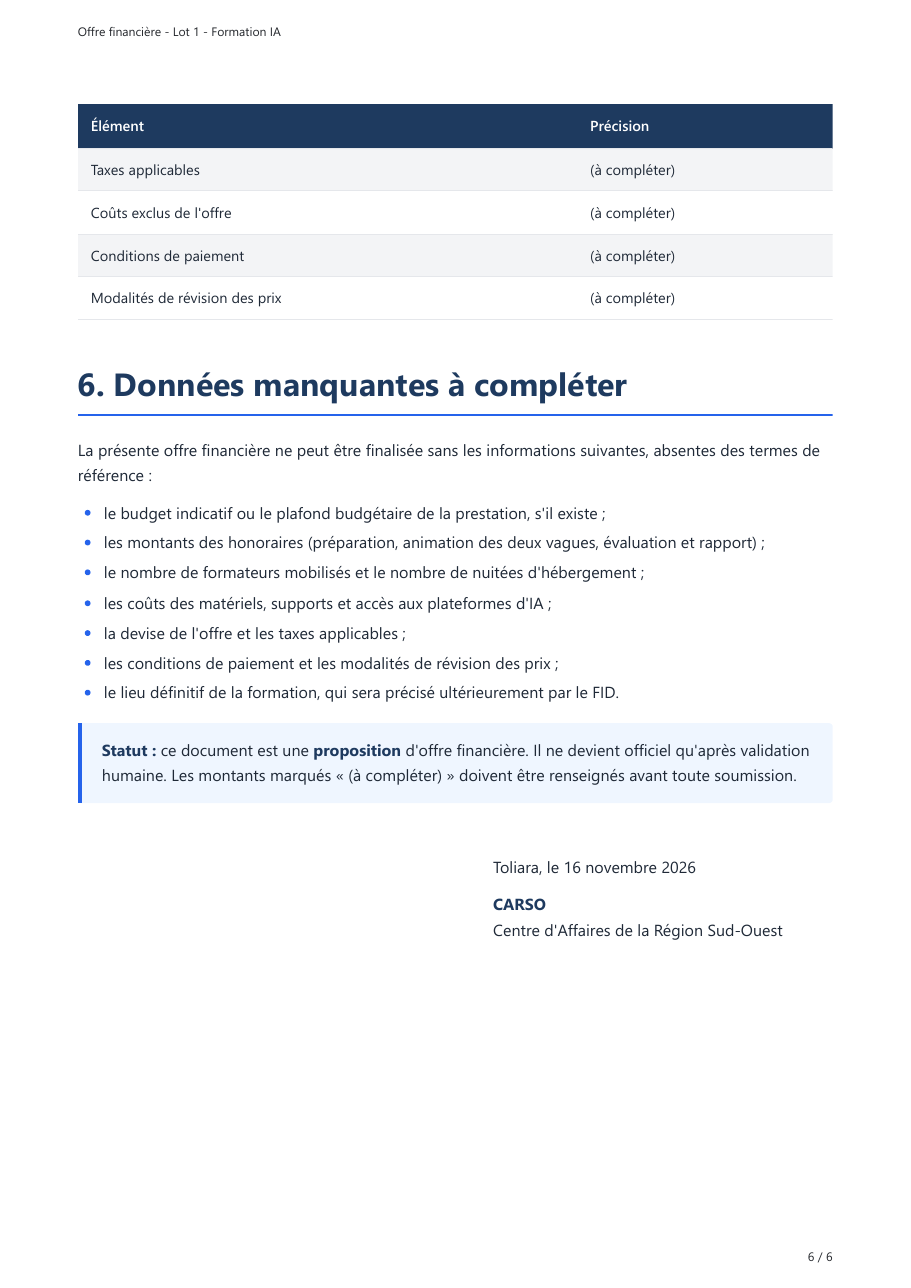 Offre financière - Lot 1 - Formation IA
Élément Précision
Taxes applicables (à compléter)
Coûts exclus de l'offre (à compléter)
Conditions de paiement (à compléter)
Modalités de révision des prix (à compléter)
6. Données manquantes à compléter
La présente offre financière ne peut être finalisée sans les informations suivantes, absentes des termes de
référence :
• le budget indicatif ou le plafond budgétaire de la prestation, s'il existe ;
• les montants des honoraires (préparation, animation des deux vagues, évaluation et rapport) ;
• le nombre de formateurs mobilisés et le nombre de nuitées d'hébergement ;
• les coûts des matériels, supports et accès aux plateformes d'IA ;
• la devise de l'offre et les taxes applicables ;
• les conditions de paiement et les modalités de révision des prix ;
• le lieu définitif de la formation, qui sera précisé ultérieurement par le FID.
Statut : ce document est une proposition d'offre financière. Il ne devient officiel qu'après validation
humaine. Les montants marqués « (à compléter) » doivent être renseignés avant toute soumission.
Toliara, le 16 novembre 2026
CARSO
Centre d'Affaires de la Région Sud-Ouest
6 / 6